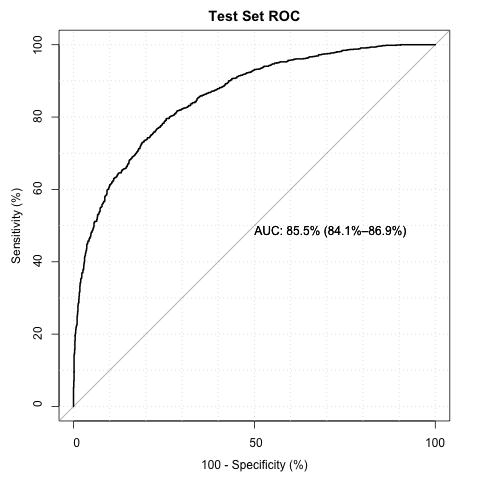 Test Set ROC
100
80
60
40
20
0
Sensitivity (%)
AUC: 85.5% (84.1%–86.9%)
0 50 100
100 - Specificity (%)